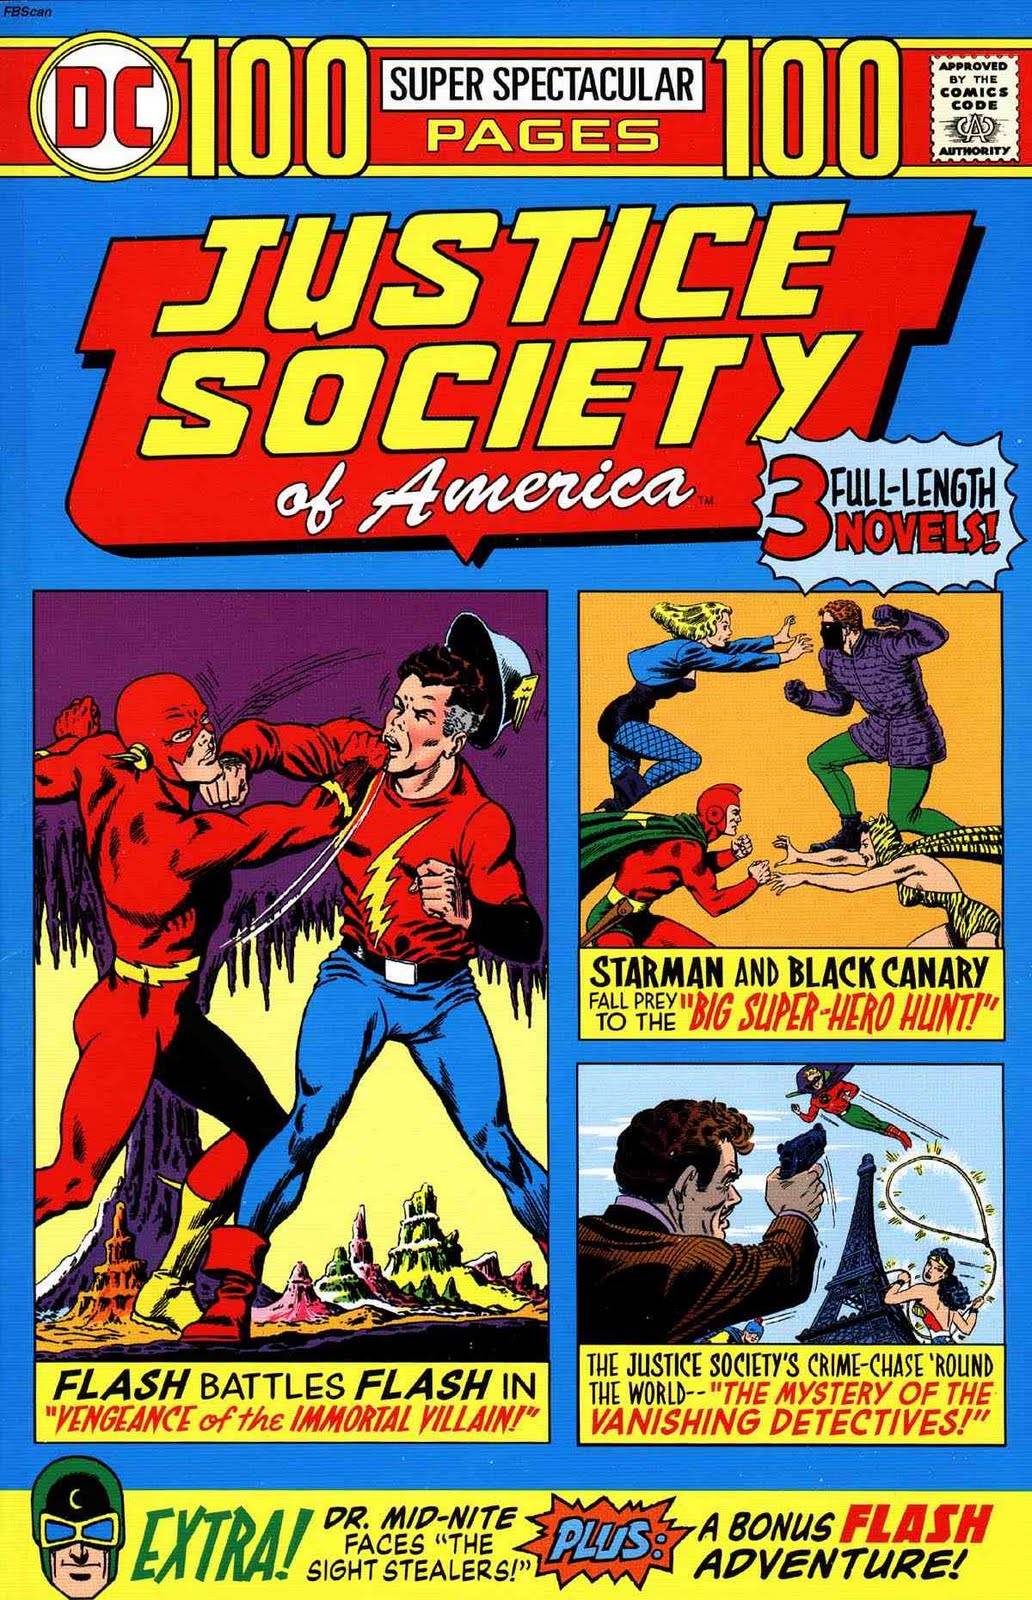 FBScan
DC
100
SUPER SPECTACULAR
PAGES
100
APPROVED
BY THE
COMICS
CODE
CA
AUTHORITY
JUSTICE
SOCIETY
of America™
3 FULL-LENGTH
NOVELS!
STARMAN AND BLACK CANARY
FALL PREY
TO THE "BIG SUPER-HERO HUNT!"
FLASH BATTLES FLASH IN
"VENGEANCE of the IMMORTAL VILLAIN!"
THE JUSTICE SOCIETY'S CRIME-CHASE 'ROUND
THE WORLD--"THE MYSTERY OF THE
VANISHING DETECTIVES!"
EXTRA!
DR. MID-NITE
FACES "THE
SIGHT STEALERS!"
PLUS:
A BONUS FLASH
ADVENTURE!